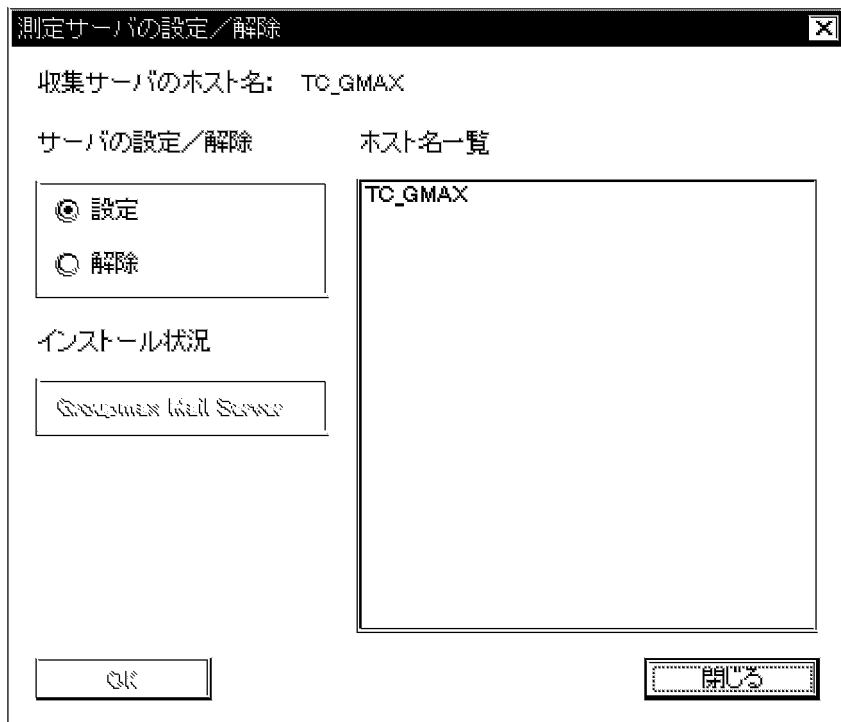 測定サーバの設定／解除
収集サーバのホスト名: TC_GMAX
サーバの設定／解除
設定
解除
インストール状況
Groupmax Mail Server
ホスト名一覧
TC_GMAX
OK
閉じる